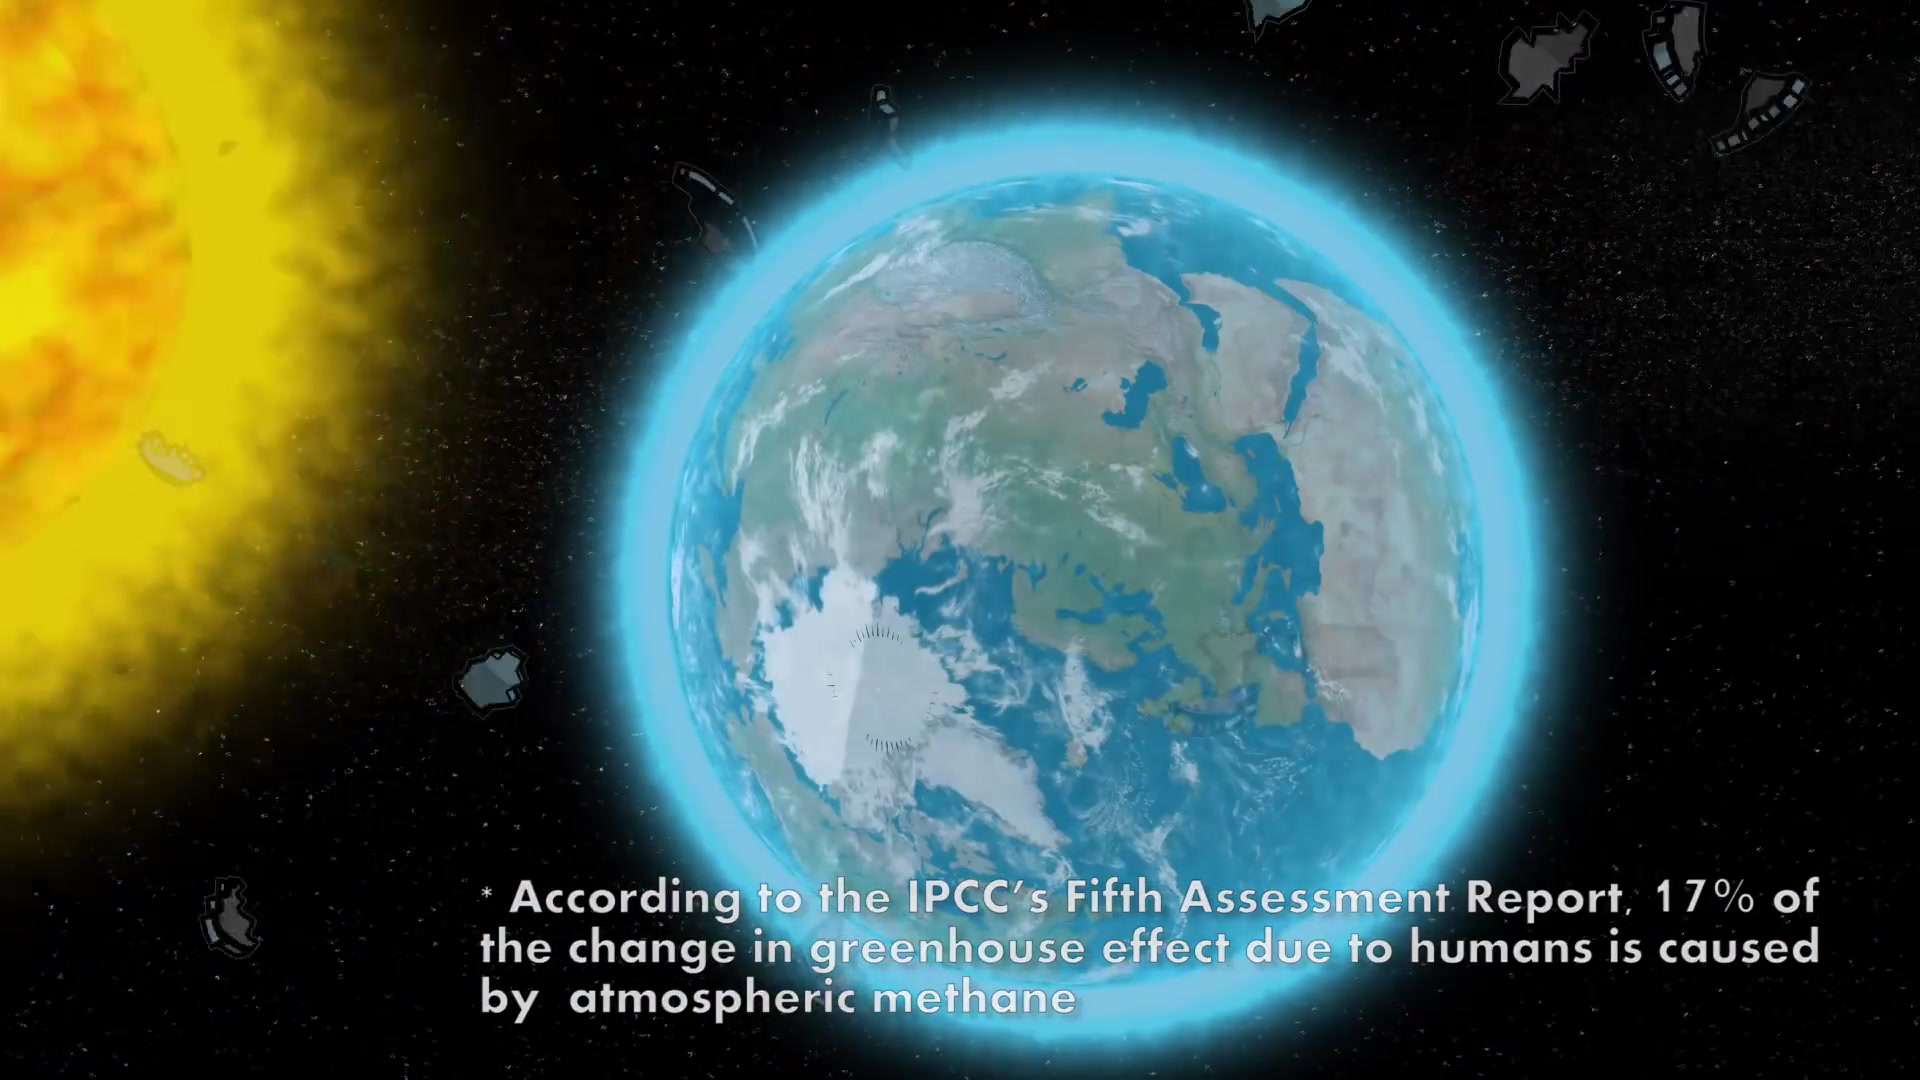 * According to the IPCC's Fifth Assessment Report, 17% of
the change in greenhouse effect due to humans is caused
by  atmospheric methane